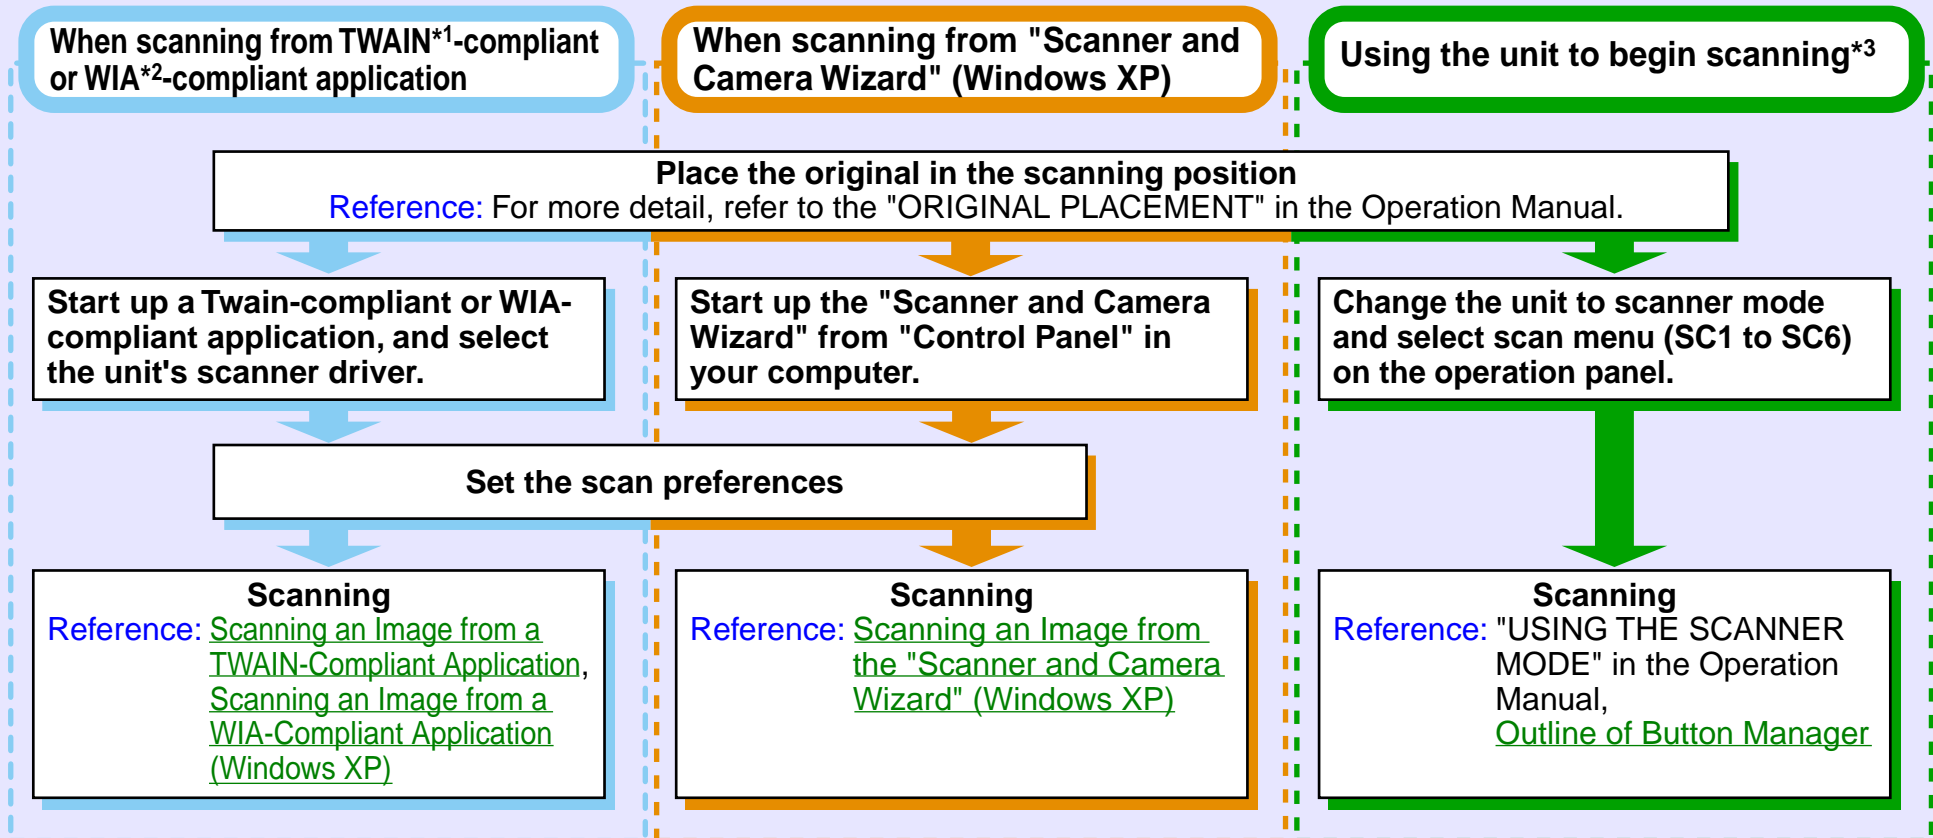 When scanning from TWAIN*1-compliant
or WIA*2-compliant application
When scanning from "Scanner and
Camera Wizard" (Windows XP)
Using the unit to begin scanning*3
Place the original in the scanning position
Reference: For more detail, refer to the "ORIGINAL PLACEMENT" in the Operation Manual.
Start up a Twain-compliant or WIA-
compliant application, and select
the unit's scanner driver.
Start up the "Scanner and Camera
Wizard" from "Control Panel" in
your computer.
Change the unit to scanner mode
and select scan menu (SC1 to SC6)
on the operation panel.
Set the scan preferences
Scanning
Reference: Scanning an Image from a
TWAIN-Compliant Application,
Scanning an Image from a
WIA-Compliant Application
(Windows XP)
Scanning
Reference: Scanning an Image from
the "Scanner and Camera
Wizard" (Windows XP)
Scanning
Reference: "USING THE SCANNER
MODE" in the Operation
Manual,
Outline of Button Manager